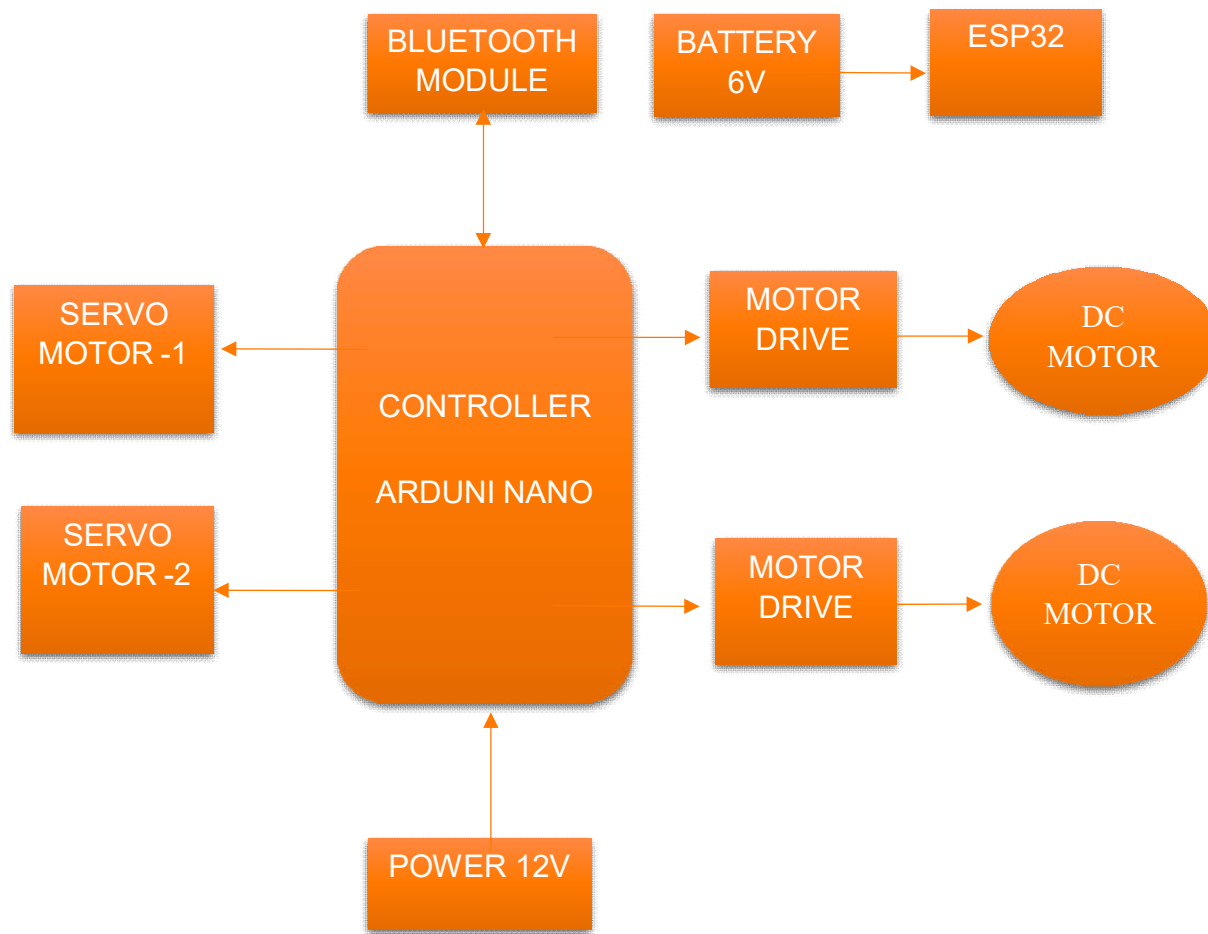 BLUETOOTH
MODULE
BATTERY
6V
ESP32
SERVO
MOTOR -1
CONTROLLER
ARDUNI NANO
MOTOR
DRIVE
DC
MOTOR
SERVO
MOTOR -2
MOTOR
DRIVE
DC
MOTOR
POWER 12V